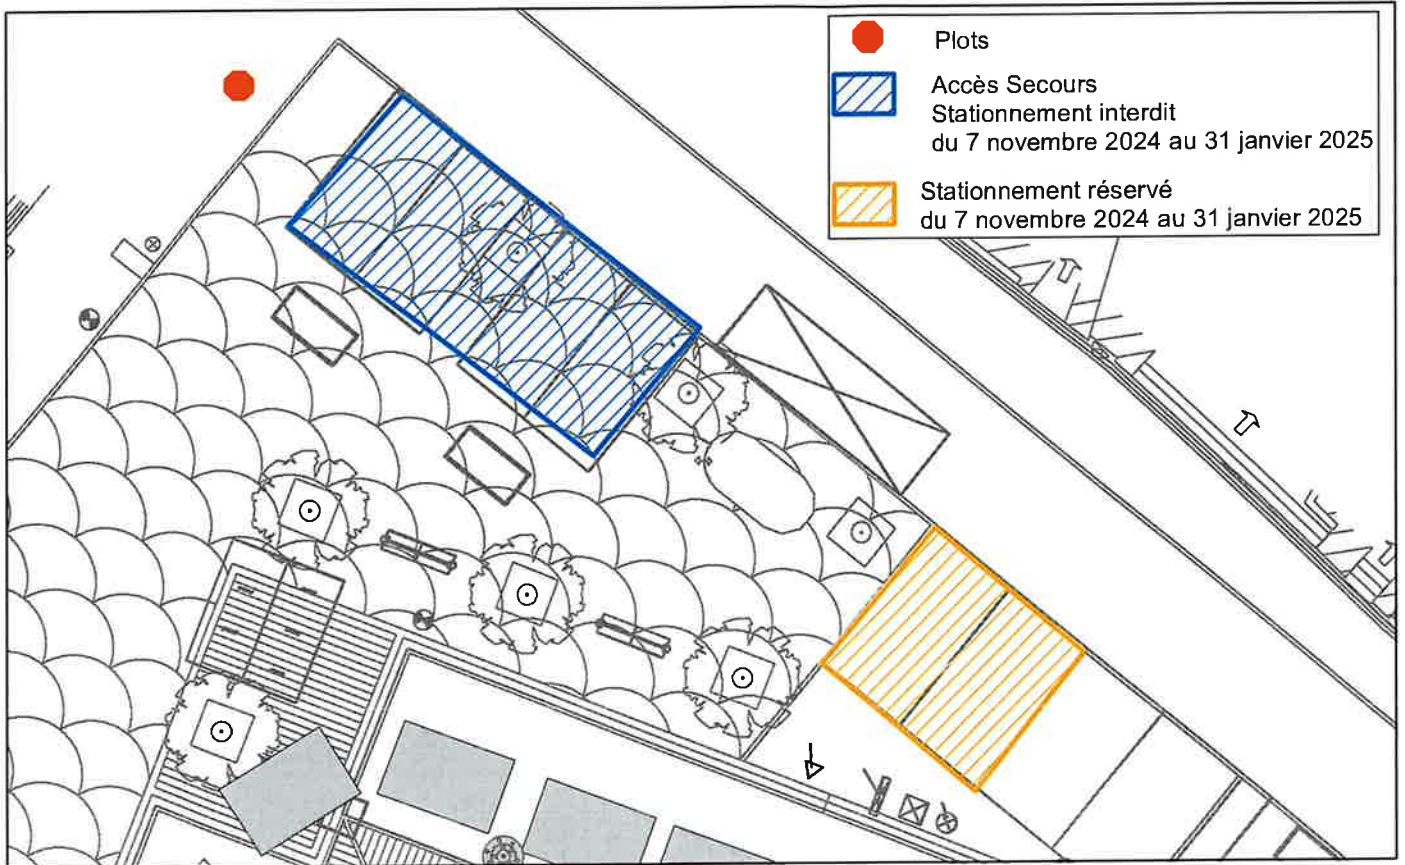 Plots
Accès Secours
Stationnement interdit
du 7 novembre 2024 au 31 janvier 2025
Stationnement réservé
du 7 novembre 2024 au 31 janvier 2025